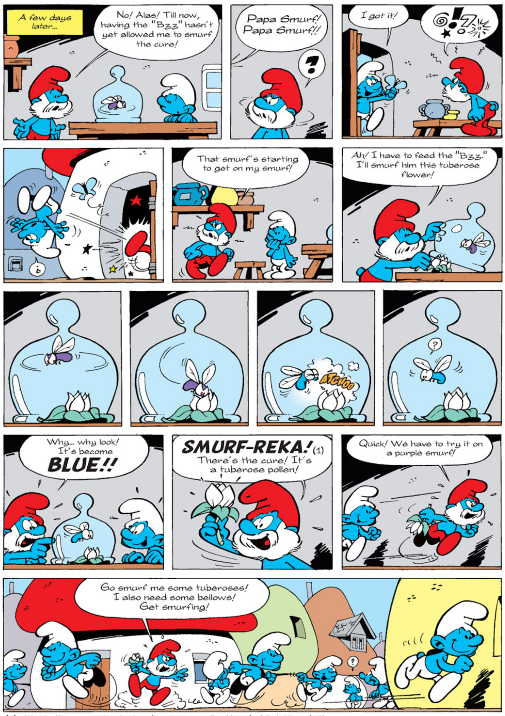 A few days
later...
No! Alas! Till now,
having the "Bzz" hasn't
yet allowed me to smurf
the cure!
Papa Smurf!
Papa Smurf!!
?
I got it!
!
That smurf's starting
to get on my smurf!
Ah! I have to feed the "Bzz."
I'll smurf him this tuberose
flower!
ATCHOO
?
Why... why look!
It's become
BLUE!!
SMURF-REKA! (1)
There's the cure! It's
a tuberose pollen!
Quick! We have to try it on
a purple smurf!
Go smurf me some tuberoses!
I also need some bellows!
Get smurfing!
?